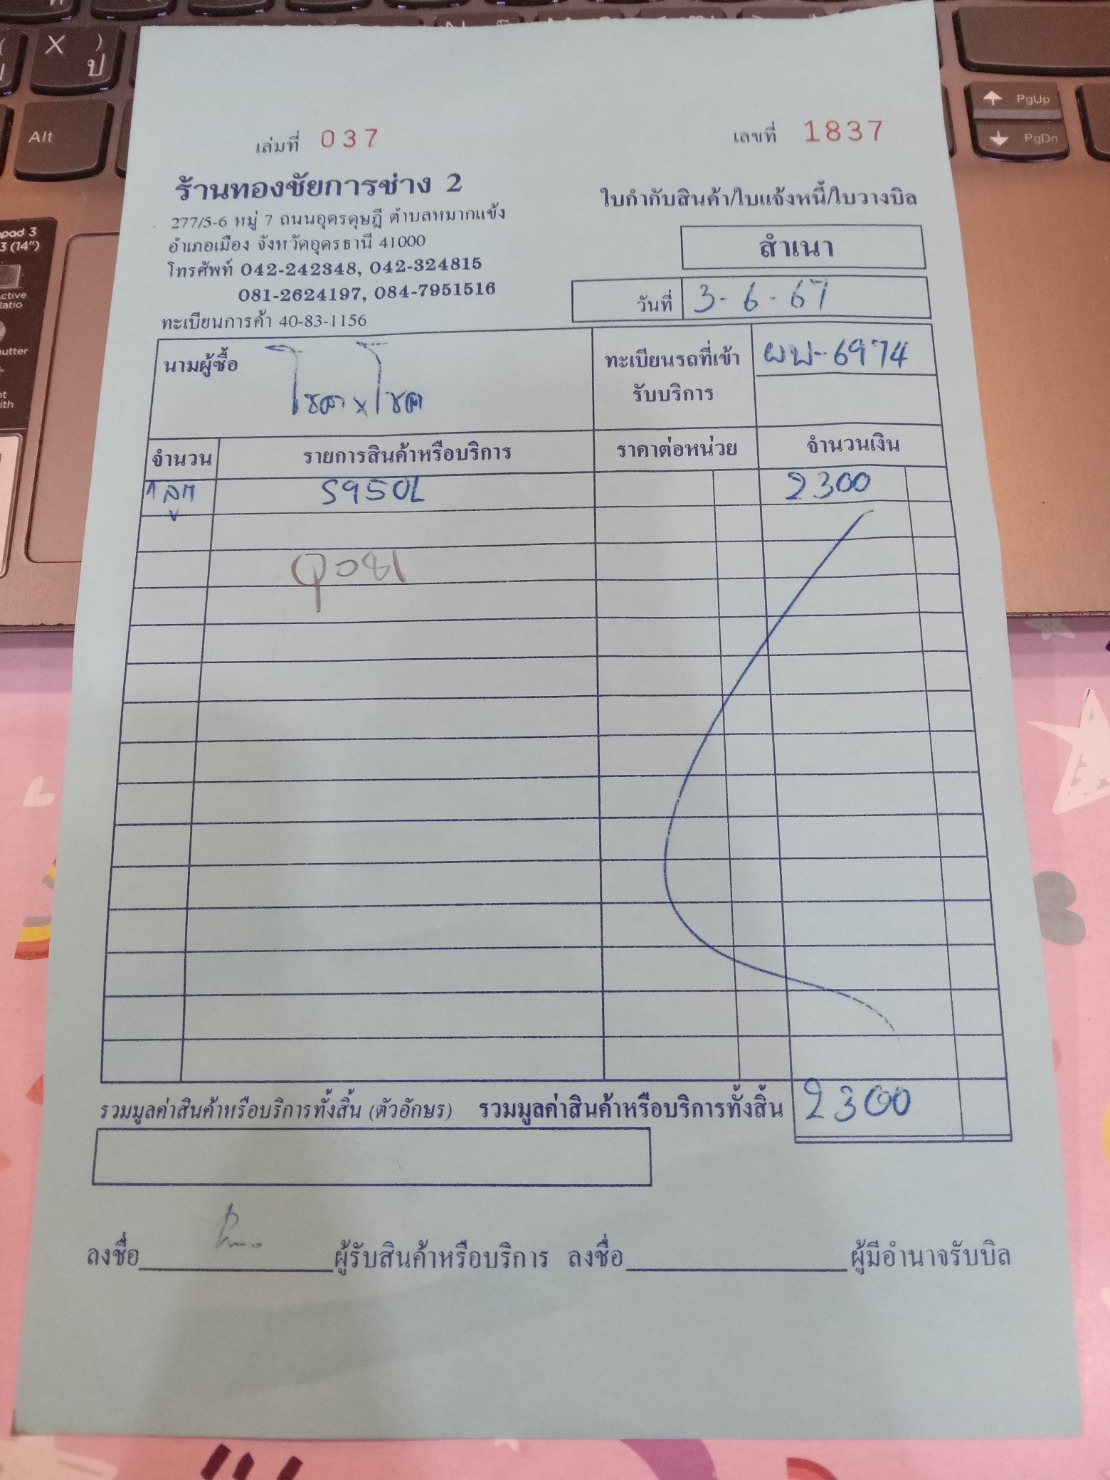 เล่มที่ 037
เลขที่ 1837
ร้านทองชัยการช่าง 2
277/5-6 หมู่ 7 ถนนอุดรดุษฎี ตำบลหมากแข้ง
อำเภอเมือง จังหวัดอุดรธานี 41000
โทรศัพท์ 042-242348, 042-324815
081-2624197, 084-7951516
ทะเบียนการค้า 40-83-1156
ใบกำกับสินค้า/ใบแจ้งหนี้/ใบวางบิล
สำเนา
วันที่ 3-6-67
นามผู้ซื้อ โชค x โชค
ทะเบียนรถที่เข้า
รับบริการ
ผบ-6974
จำนวน รายการสินค้าหรือบริการ ราคาต่อหน่วย จำนวนเงิน
1 ลูก S95DL 2300
Q081
รวมมูลค่าสินค้าหรือบริการทั้งสิ้น (ตัวอักษร) รวมมูลค่าสินค้าหรือบริการทั้งสิ้น 2300
ลงชื่อ ผู้รับสินค้าหรือบริการ ลงชื่อ ผู้มีอำนาจรับบิล
Alt
PgUp
PgDn
X )
ป